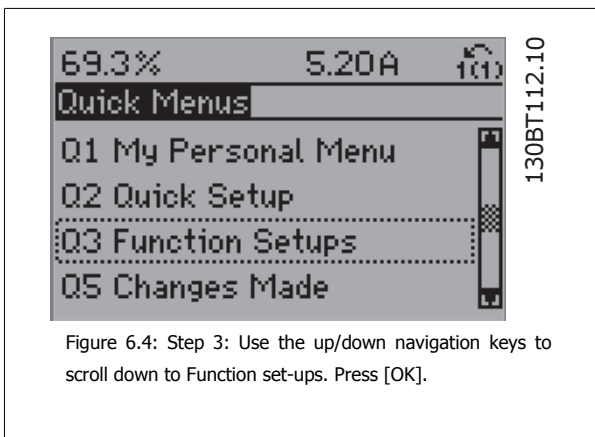 69.3% 5.20A 1(1)
Quick Menus
Q1 My Personal Menu
Q2 Quick Setup
Q3 Function Setups
Q5 Changes Made
130BT112.10
Figure 6.4: Step 3: Use the up/down navigation keys to
scroll down to Function set-ups. Press [OK].